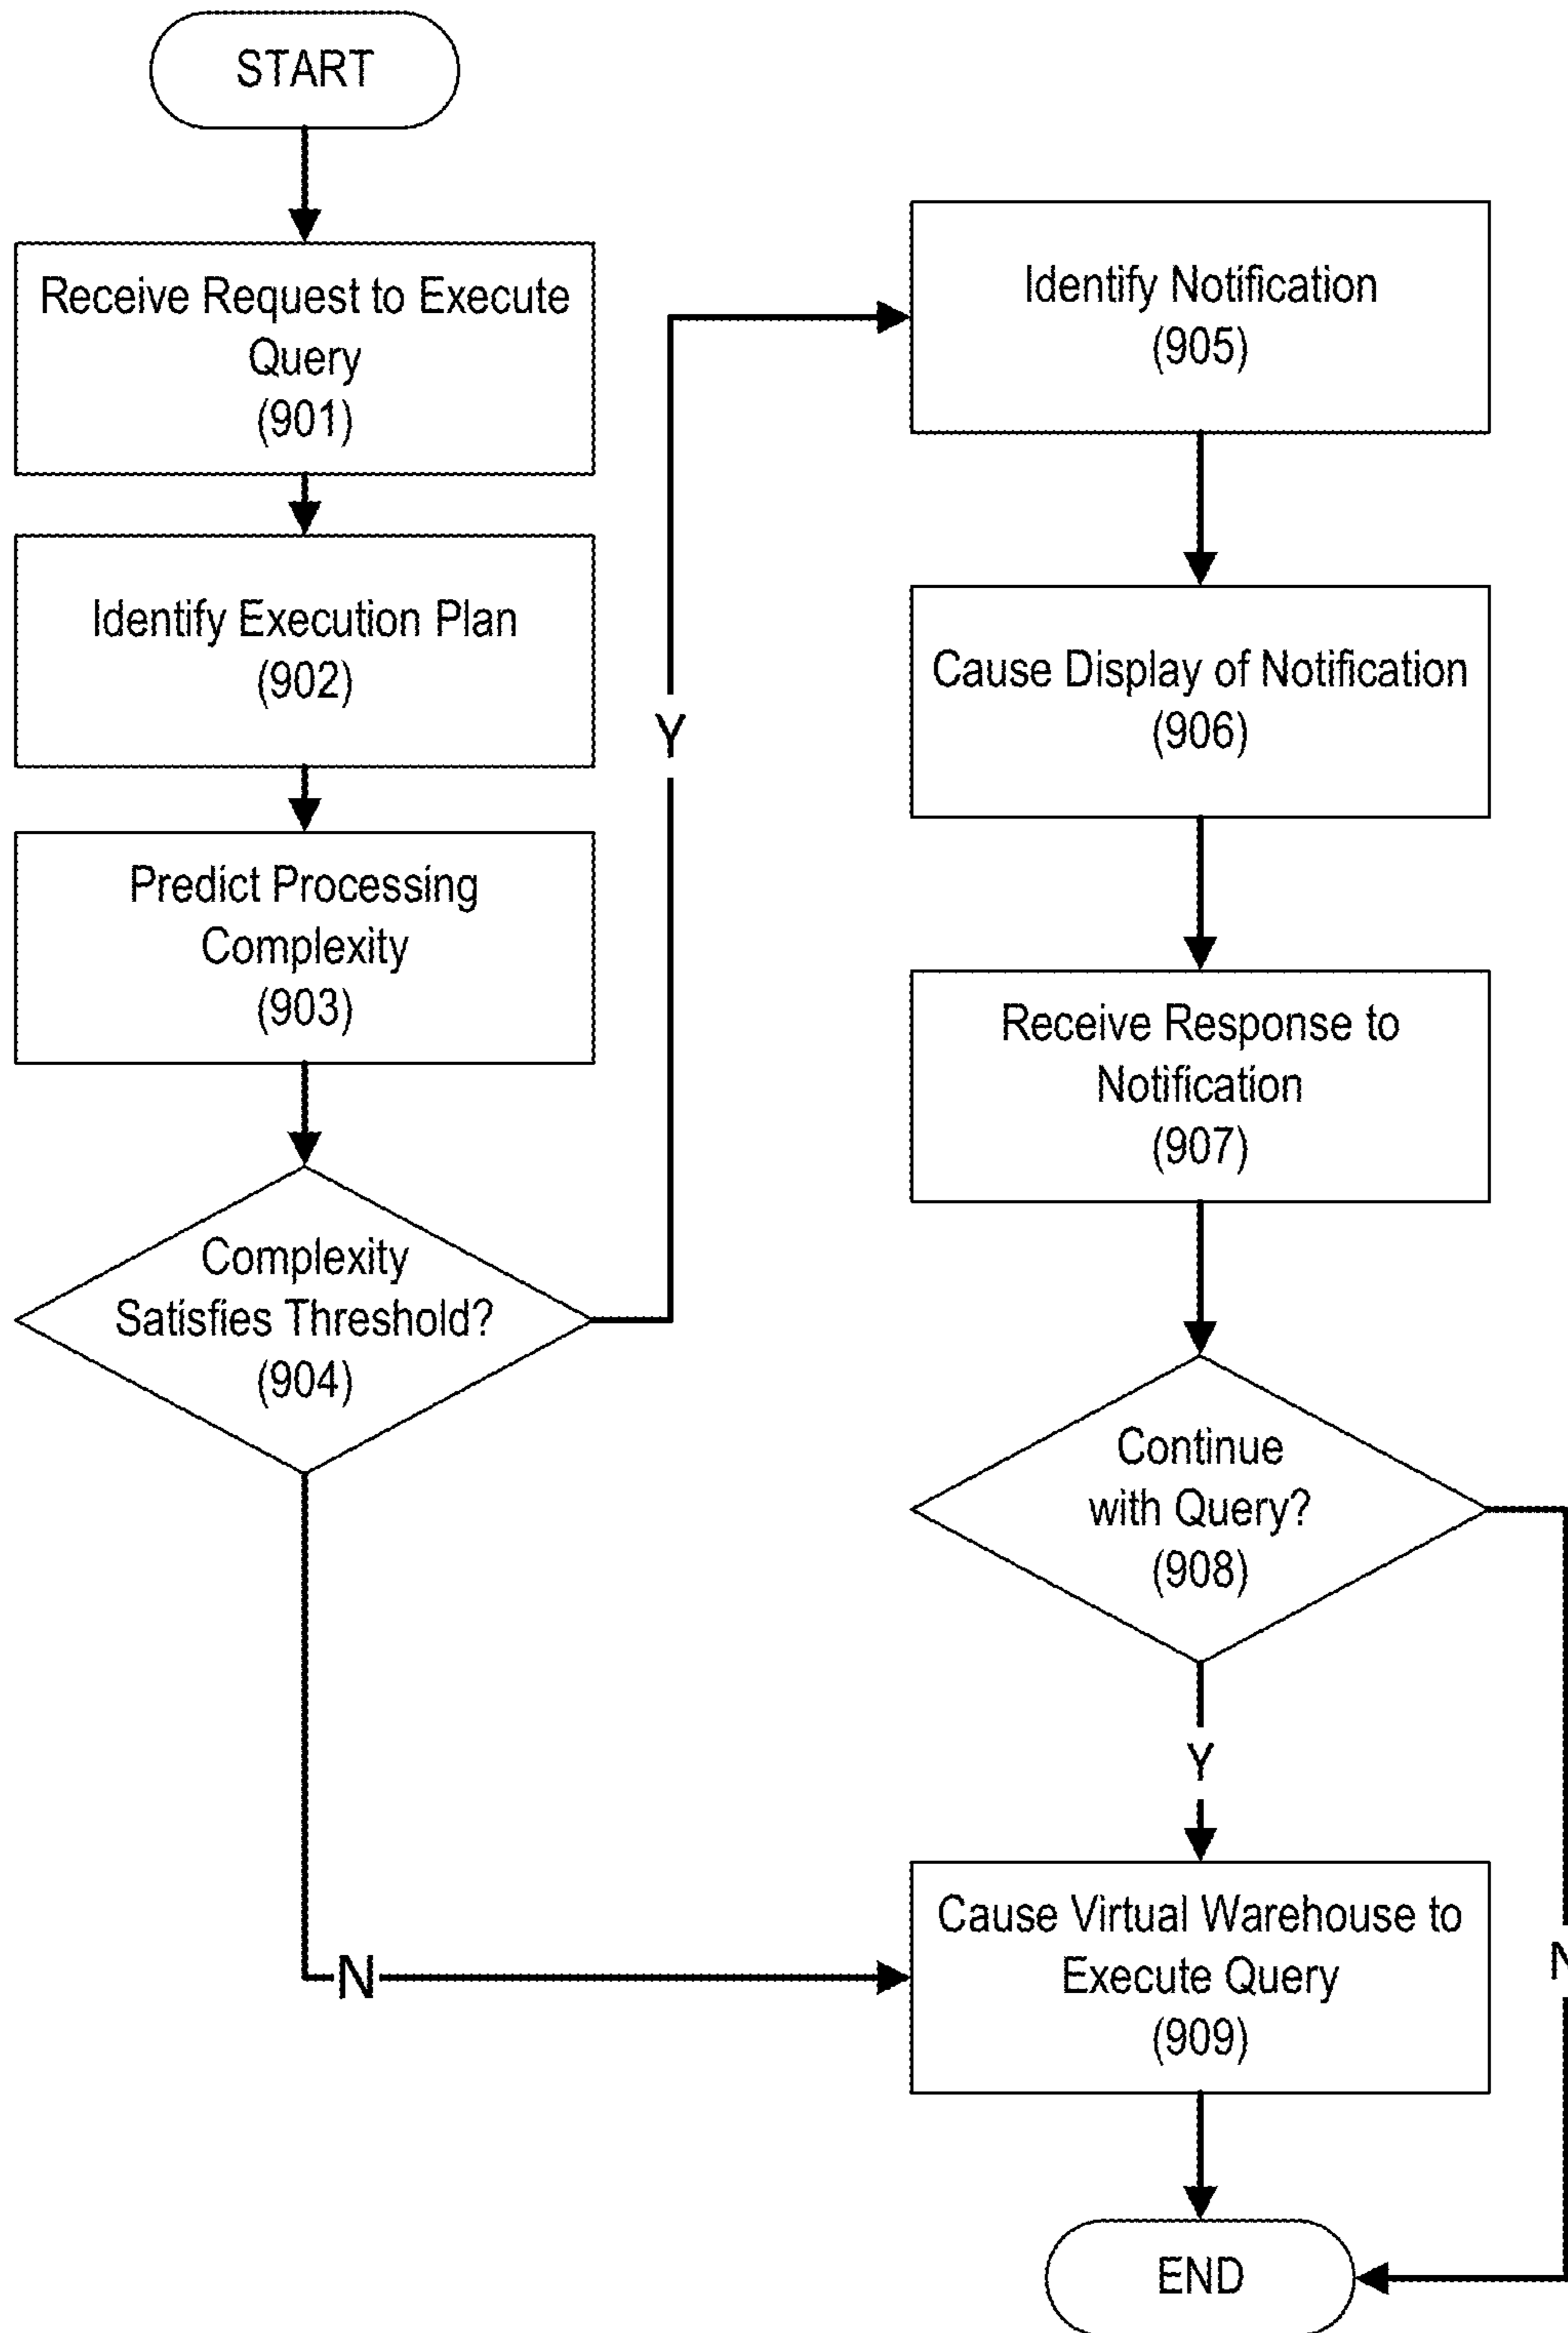 START
Receive Request to Execute
Query
(901)
Identify Execution Plan
(902)
Predict Processing
Complexity
(903)
Complexity
Satisfies Threshold?
(904)
Y
N
Identify Notification
(905)
Cause Display of Notification
(906)
Receive Response to
Notification
(907)
Continue
with Query?
(908)
Y
N
Cause Virtual Warehouse to
Execute Query
(909)
END